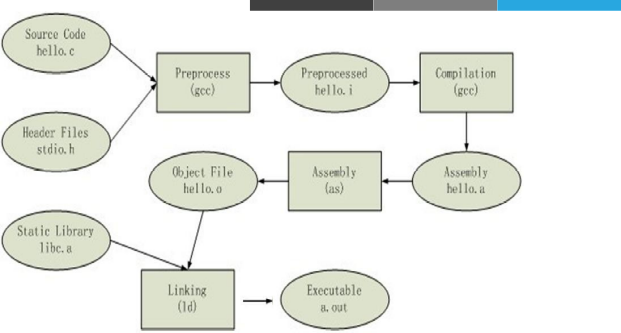 Source Code
hello.c
Preprocess
(gcc)
Preprocessed
hello.i
Compilation
(gcc)
Header Files
stdio.h
Object File
hello.o
Assembly
(as)
Assembly
hello.a
Static Library
libc.a
Linking
(ld)
Executable
a.out